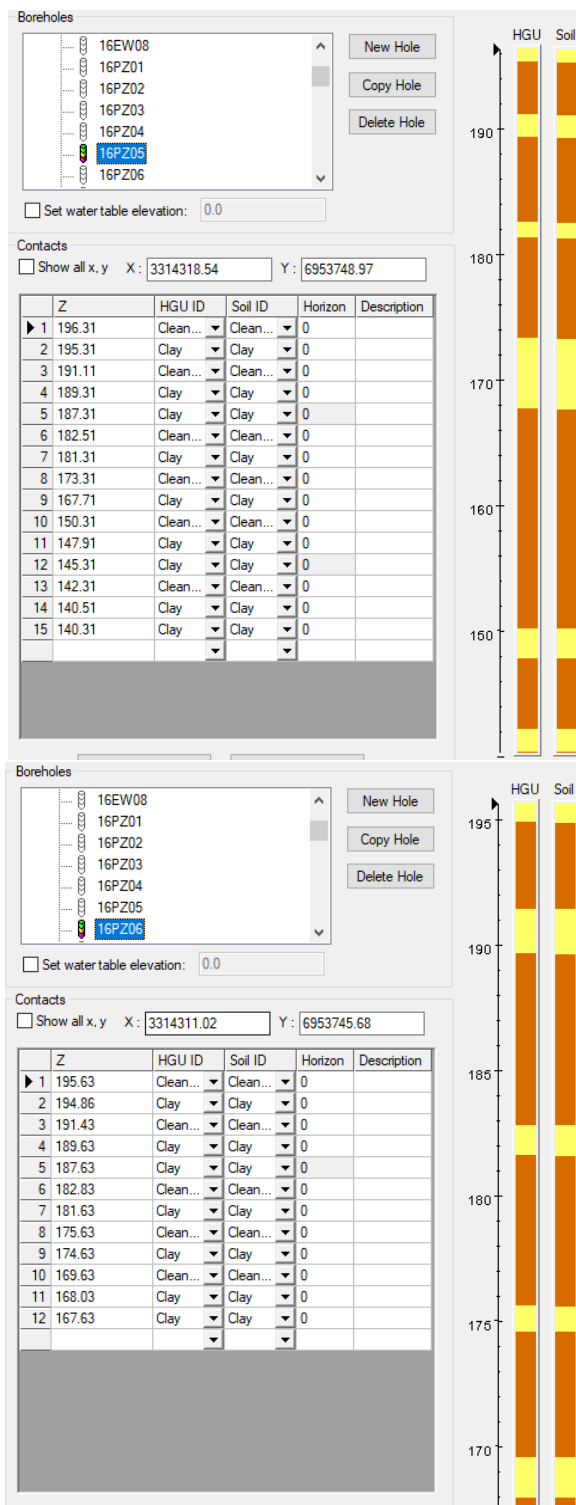 Boreholes
HGU Soil
16EW08
New Hole
16PZ01
16PZ02
Copy Hole
16PZ03
16PZ04
Delete Hole
16PZ05
16PZ06
190
Set water table elevation: 0.0
Contacts
Show all x, y X : 3314318.54 Y : 6953748.97
180
Z HGU ID Soil ID Horizon Description
1 196.31 Clean... Clean... 0
2 195.31 Clay Clay 0
3 191.11 Clean... Clean... 0
4 189.31 Clay Clay 0
170
5 187.31 Clay Clay 0
6 182.51 Clean... Clean... 0
7 181.31 Clay Clay 0
8 173.31 Clean... Clean... 0
9 167.71 Clay Clay 0
10 150.31 Clean... Clean... 0
160
11 147.91 Clay Clay 0
12 145.31 Clay Clay 0
13 142.31 Clean... Clean... 0
14 140.51 Clay Clay 0
15 140.31 Clay Clay 0
150
Boreholes
HGU Soil
16EW08
New Hole
16PZ01
195
16PZ02
Copy Hole
16PZ03
16PZ04
Delete Hole
16PZ05
16PZ06
190
Set water table elevation: 0.0
Contacts
Show all x, y X : 3314311.02 Y : 6953745.68
Z HGU ID Soil ID Horizon Description
185
1 195.63 Clean... Clean... 0
2 194.86 Clay Clay 0
3 191.43 Clean... Clean... 0
4 189.63 Clay Clay 0
5 187.63 Clay Clay 0
6 182.83 Clean... Clean... 0
180
7 181.63 Clay Clay 0
8 175.63 Clean... Clean... 0
9 174.63 Clay Clay 0
10 169.63 Clean... Clean... 0
11 168.03 Clay Clay 0
12 167.63 Clay Clay 0
175
170